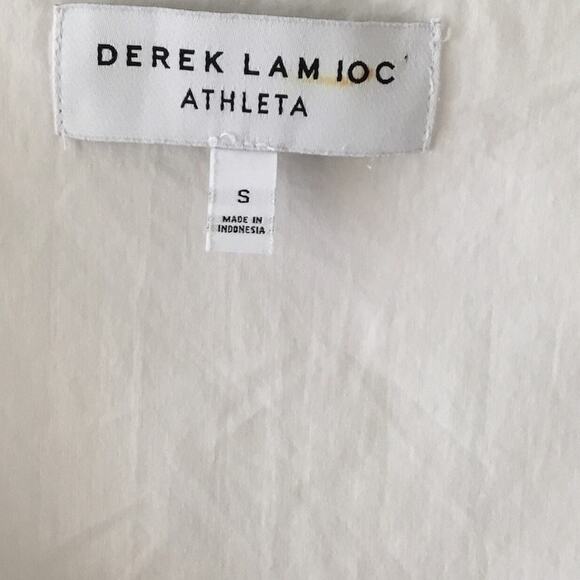 DEREK LAM 10C
ATHLETA
S
MADE IN
INDONESIA